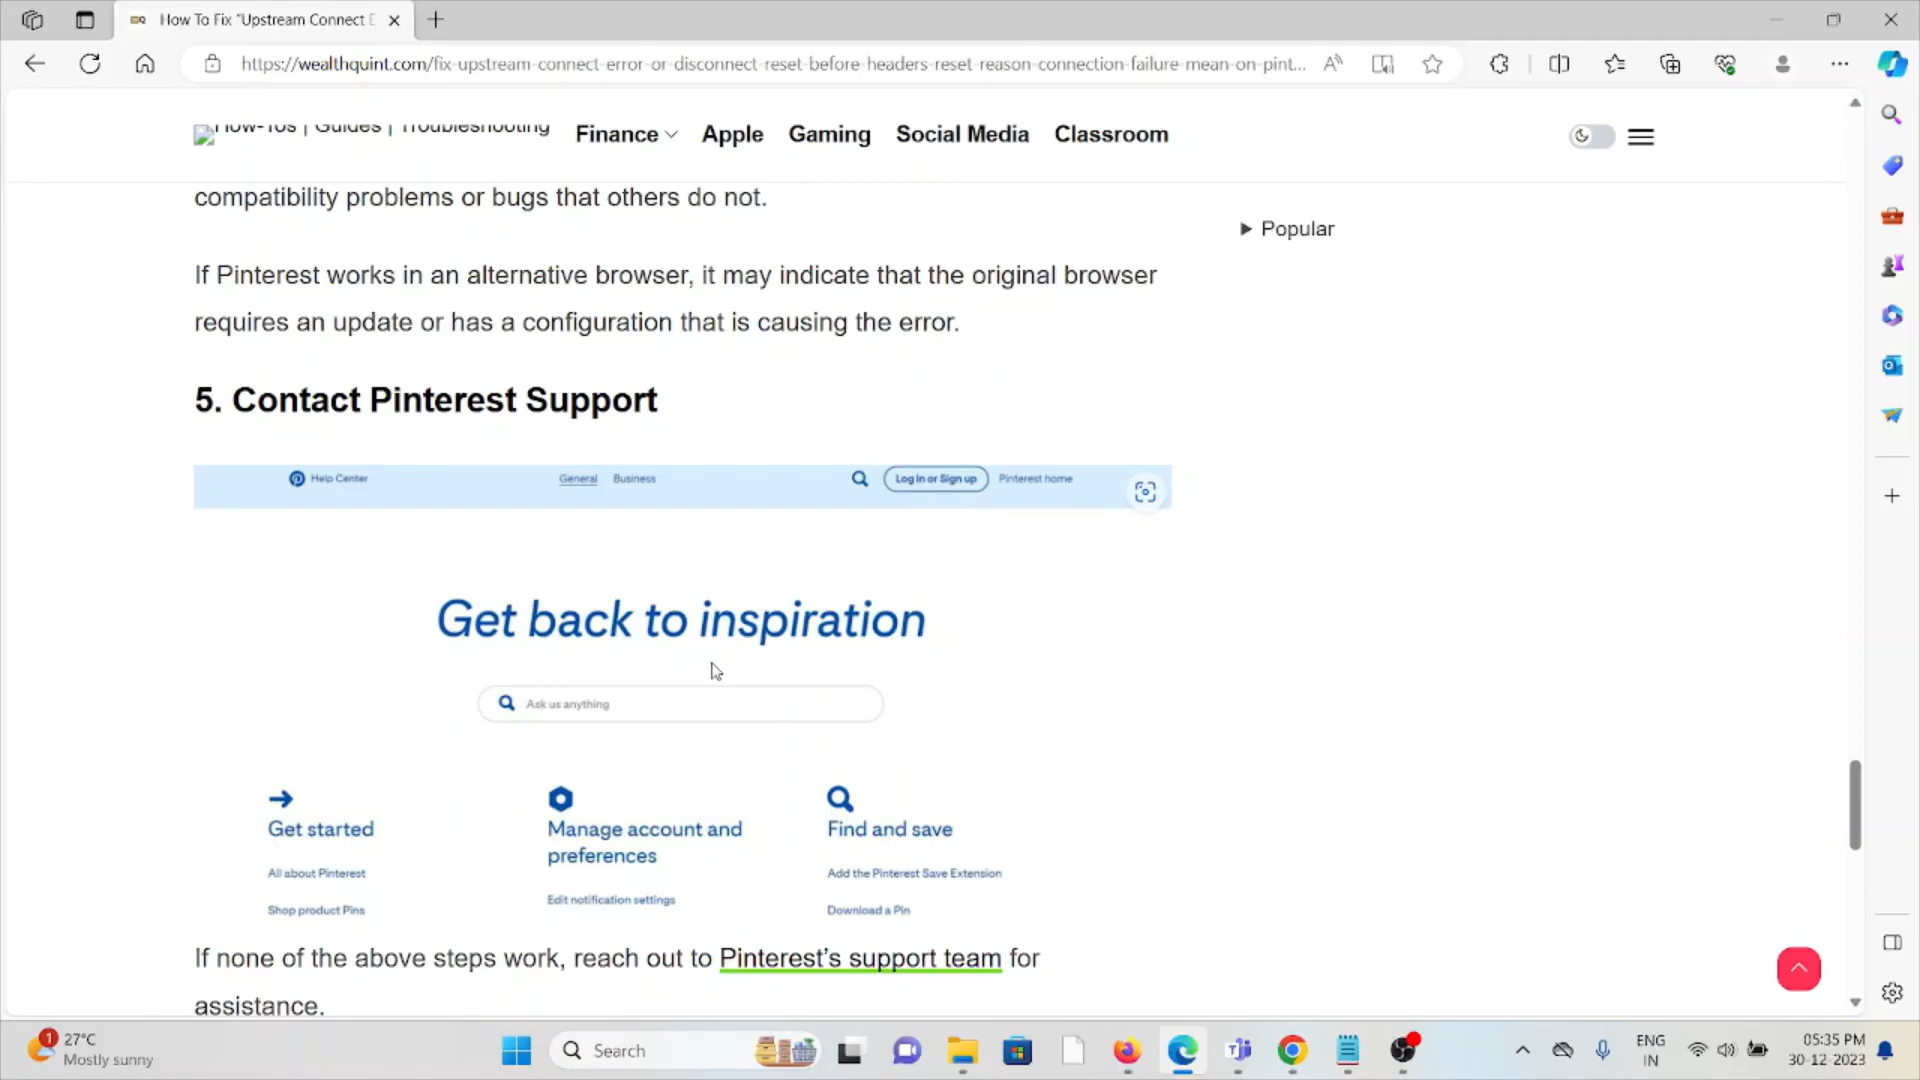 How To Fix "Upstream Connect E
https://wealthquint.com/fix-upstream-connect-error-or-disconnect-reset-before-headers-reset-reason-connection-failure-mean-on-pint...
How-Tos | Guides | Troubleshooting
Finance Apple Gaming Social Media Classroom
compatibility problems or bugs that others do not.
Popular
If Pinterest works in an alternative browser, it may indicate that the original browser
requires an update or has a configuration that is causing the error.
5. Contact Pinterest Support
Help Center General Business Log in or Sign up Pinterest home
Get back to inspiration
Ask us anything
Get started
All about Pinterest
Shop product Pins
Manage account and
preferences
Edit notification settings
Find and save
Add the Pinterest Save Extension
Download a Pin
If none of the above steps work, reach out to Pinterest's support team for
assistance.
1
27°C
Mostly sunny
Search
ENG
IN
05:35 PM
30-12-2023